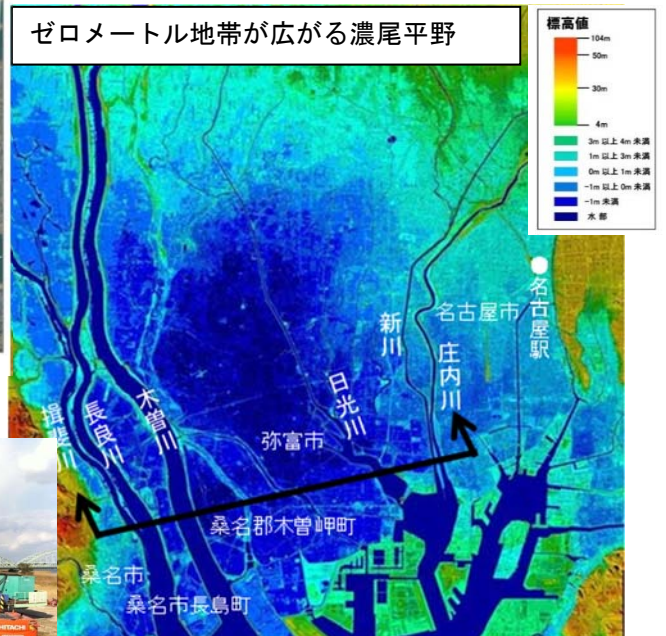 ゼロメートル地帯が広がる濃尾平野
標高値
104m
50m
30m
4m
3m 以上 4m 未満
1m 以上 3m 未満
0m 以上 1m 未満
-1m 以上 0m 未満
-1m 未満
水部
名古屋駅
名古屋市
新川
庄内川
日光川
弥富市
木曽川
長良川
揖斐川
桑名郡木曽岬町
桑名市
桑名市長島町
HITACHI